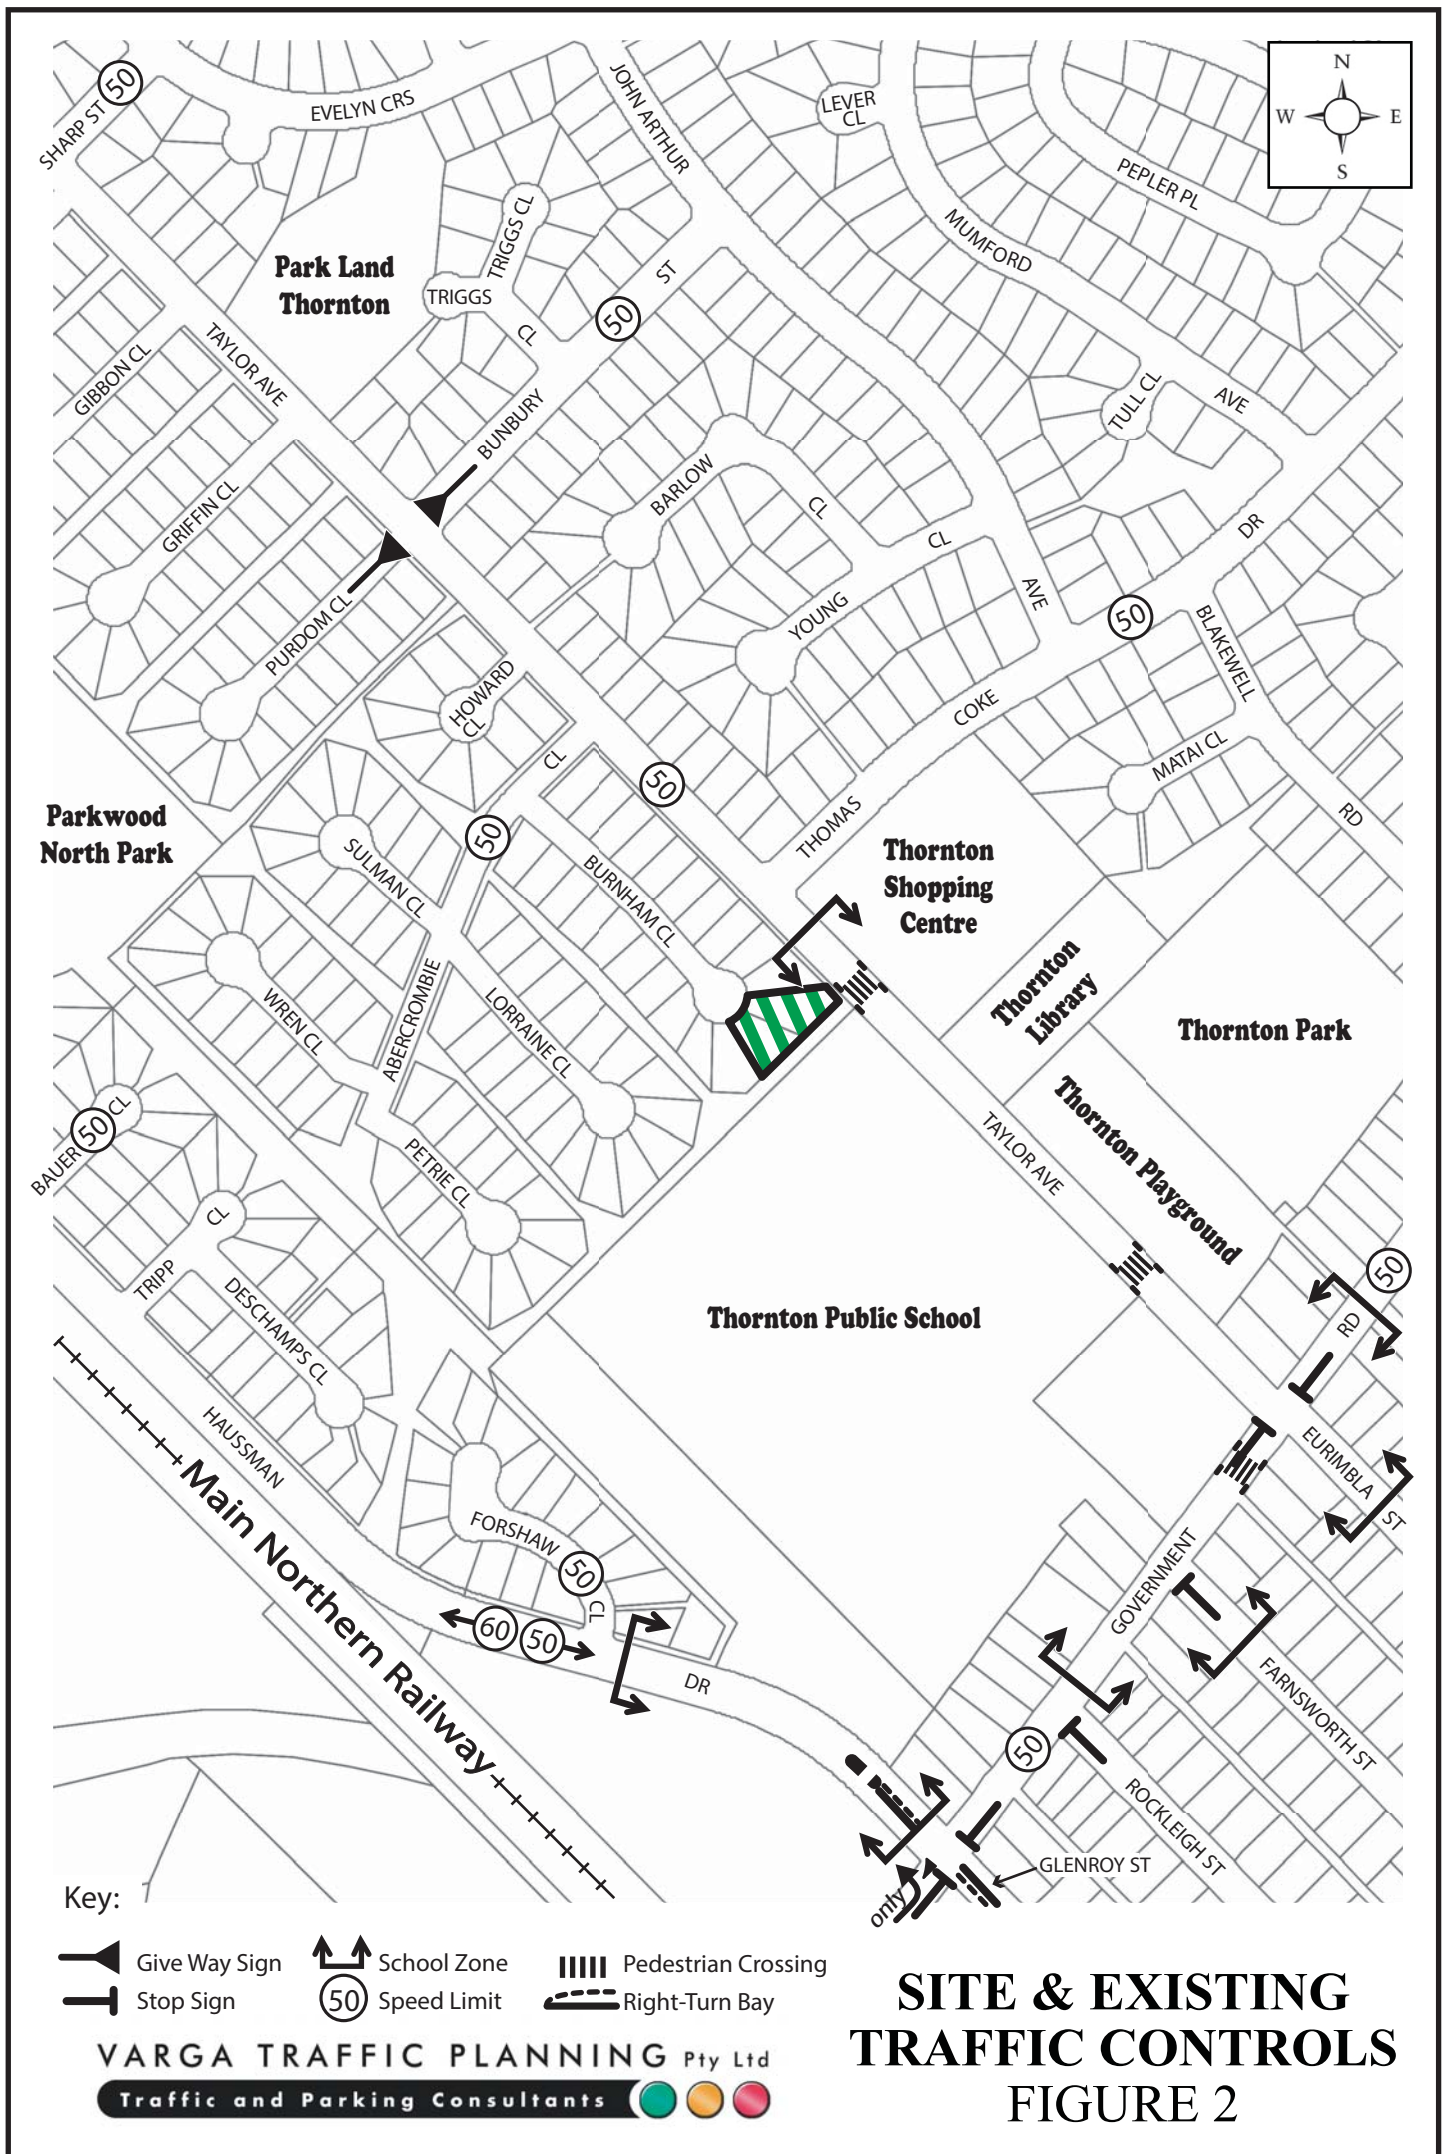 N
W E
S
50
SHARP ST
EVELYN CRS
JOHN ARTHUR
LEVER
CL
PEPLER PL
MUMFORD
TRIGGS CL
TRIGGS
CL
Park Land
Thornton
ST
50
TAYLOR AVE
GIBBON CL
BUNBURY
TULL CL
AVE
BARLOW
CL
GRIFFIN CL
CL
DR
AVE
YOUNG
50
BLAKEWELL
PURDOM CL
HOWARD
CL
COKE
MATAI CL
CL
50
THOMAS
RD
Parkwood
North Park
50
SULMAN CL
BURNHAM CL
Thornton
Shopping
Centre
Thornton
Library
Thornton Park
WREN CL
ABERCROMBIE
LORRAINE CL
TAYLOR AVE
Thornton Playground
BAUER
50
CL
PETRIE CL
CL
TRIPP
DESCHAMPS CL
Thornton Public School
50
RD
HAUSSMAN
EURIMBLA
ST
Main Northern Railway
FORSHAW
50
CL
60
50
DR
GOVERNMENT
FARNSWORTH ST
50
ROCKLEIGH ST
GLENROY ST
only
Key:
Give Way Sign
School Zone
Pedestrian Crossing
Stop Sign
50
Speed Limit
Right-Turn Bay
VARGA TRAFFIC PLANNING Pty Ltd
Traffic and Parking Consultants
SITE & EXISTING
TRAFFIC CONTROLS
FIGURE 2